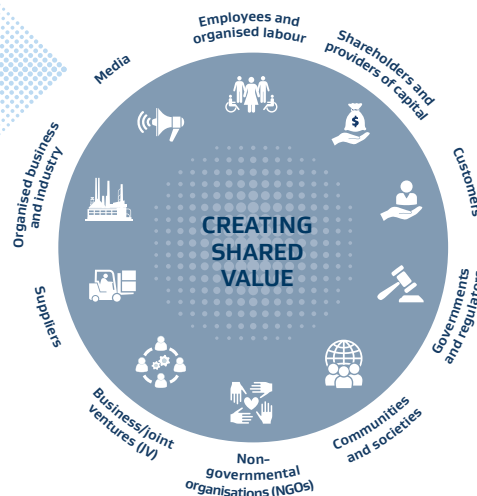 Employees and
organised labour
Shareholders and
providers of capital
Customers
Governments
and regulators
Communities
and societies
Non-
governmental
organisations (NGOs)
Business/joint
ventures (JV)
Suppliers
Organised business
and industry
Media
CREATING
SHARED
VALUE
$